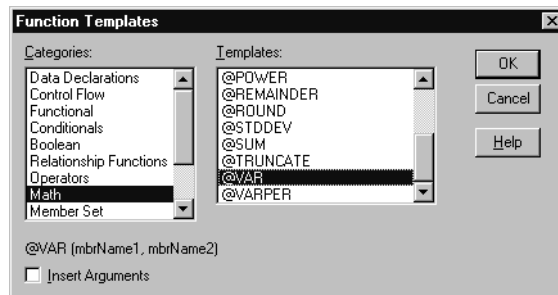 Function Templates
Categories:
Data Declarations
Control Flow
Functional
Conditionals
Boolean
Relationship Functions
Operators
Math
Member Set
Templates:
@POWER
@REMAINDER
@ROUND
@STDDEV
@SUM
@TRUNCATE
@VAR
@VARPER
OK
Cancel
Help
@VAR (mbrName1, mbrName2)
Insert Arguments